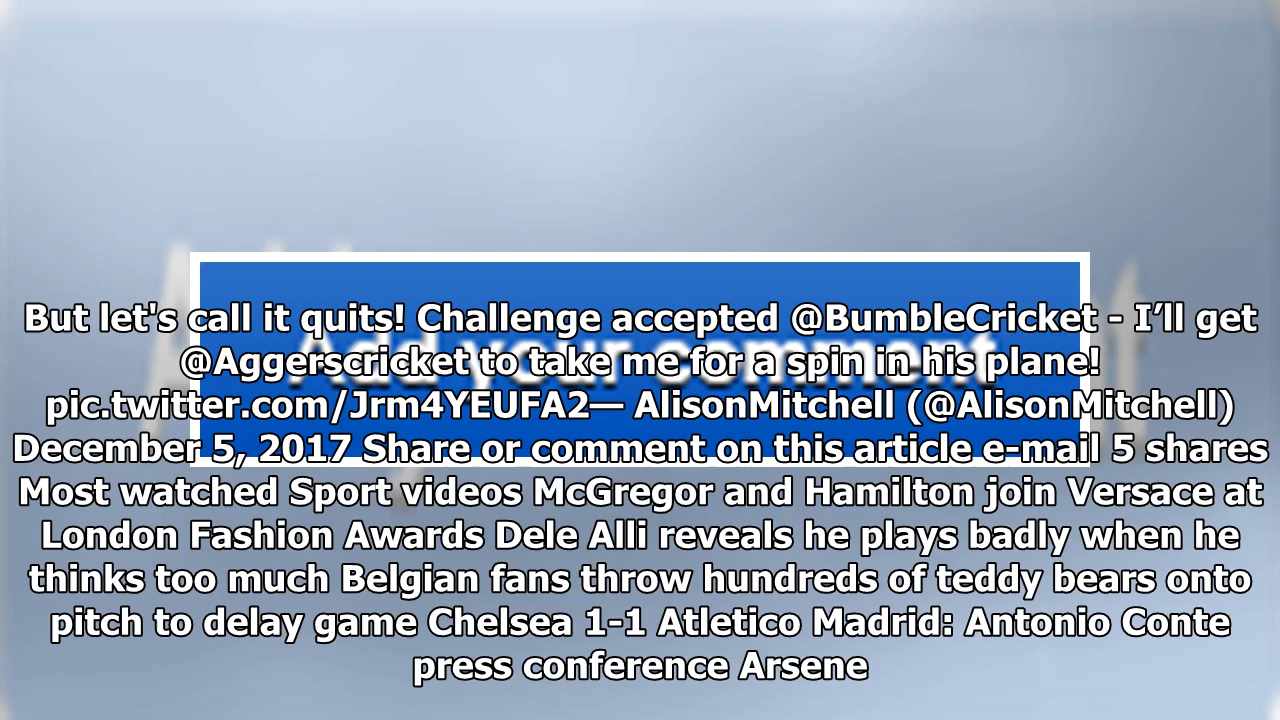 But let's call it quits! Challenge accepted @BumbleCricket - I’ll get
@Aggerscricket to take me for a spin in his plane!
pic.twitter.com/Jrm4YEUFA2— AlisonMitchell (@AlisonMitchell)
December 5, 2017 Share or comment on this article e-mail 5 shares
Most watched Sport videos McGregor and Hamilton join Versace at
London Fashion Awards Dele Alli reveals he plays badly when he
thinks too much Belgian fans throw hundreds of teddy bears onto
pitch to delay game Chelsea 1-1 Atletico Madrid: Antonio Conte
press conference Arsene
Add your comment